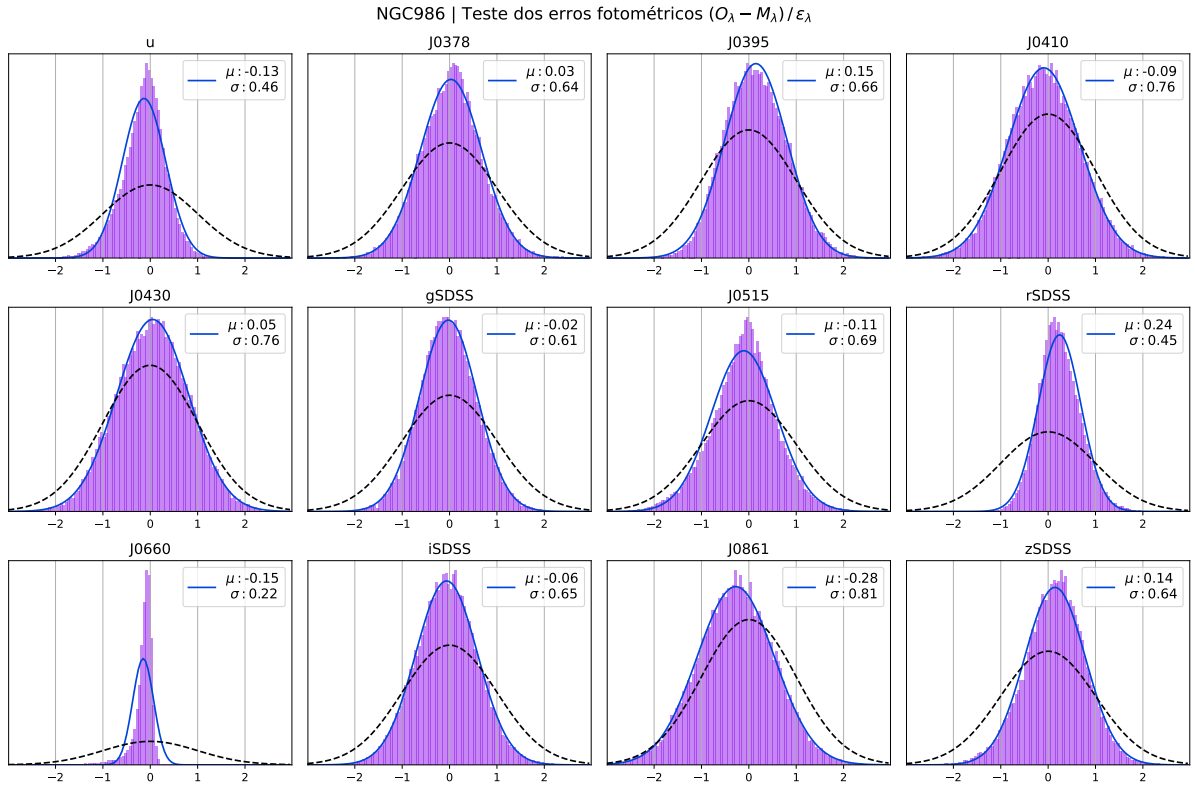 NGC986 | Teste dos erros fotométricos (O_λ − M_λ) / ε_λ
u
μ : -0.13
σ : 0.46
−2 −1 0 1 2
J0378
μ : 0.03
σ : 0.64
−2 −1 0 1 2
J0395
μ : 0.15
σ : 0.66
−2 −1 0 1 2
J0410
μ : -0.09
σ : 0.76
−2 −1 0 1 2
J0430
μ : 0.05
σ : 0.76
−2 −1 0 1 2
gSDSS
μ : -0.02
σ : 0.61
−2 −1 0 1 2
J0515
μ : -0.11
σ : 0.69
−2 −1 0 1 2
rSDSS
μ : 0.24
σ : 0.45
−2 −1 0 1 2
J0660
μ : -0.15
σ : 0.22
−2 −1 0 1 2
iSDSS
μ : -0.06
σ : 0.65
−2 −1 0 1 2
J0861
μ : -0.28
σ : 0.81
−2 −1 0 1 2
zSDSS
μ : 0.14
σ : 0.64
−2 −1 0 1 2